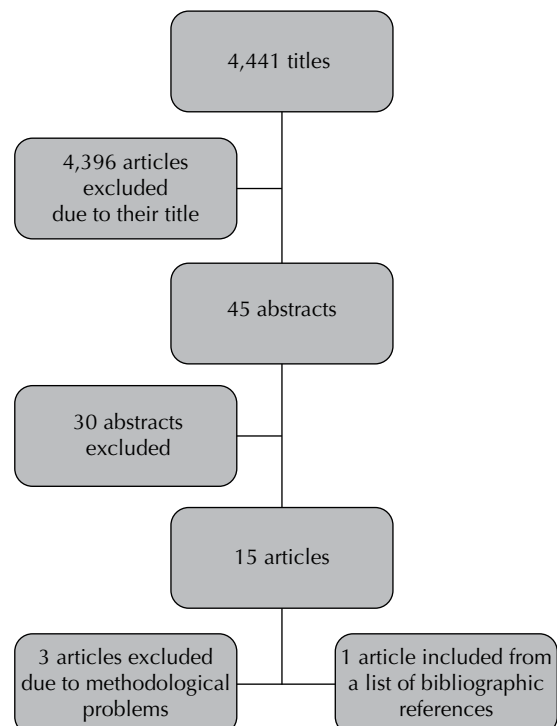 4,441 titles
4,396 articles
excluded
due to their title
45 abstracts
30 abstracts
excluded
15 articles
3 articles excluded
due to methodological
problems
1 article included from
a list of bibliographic
references